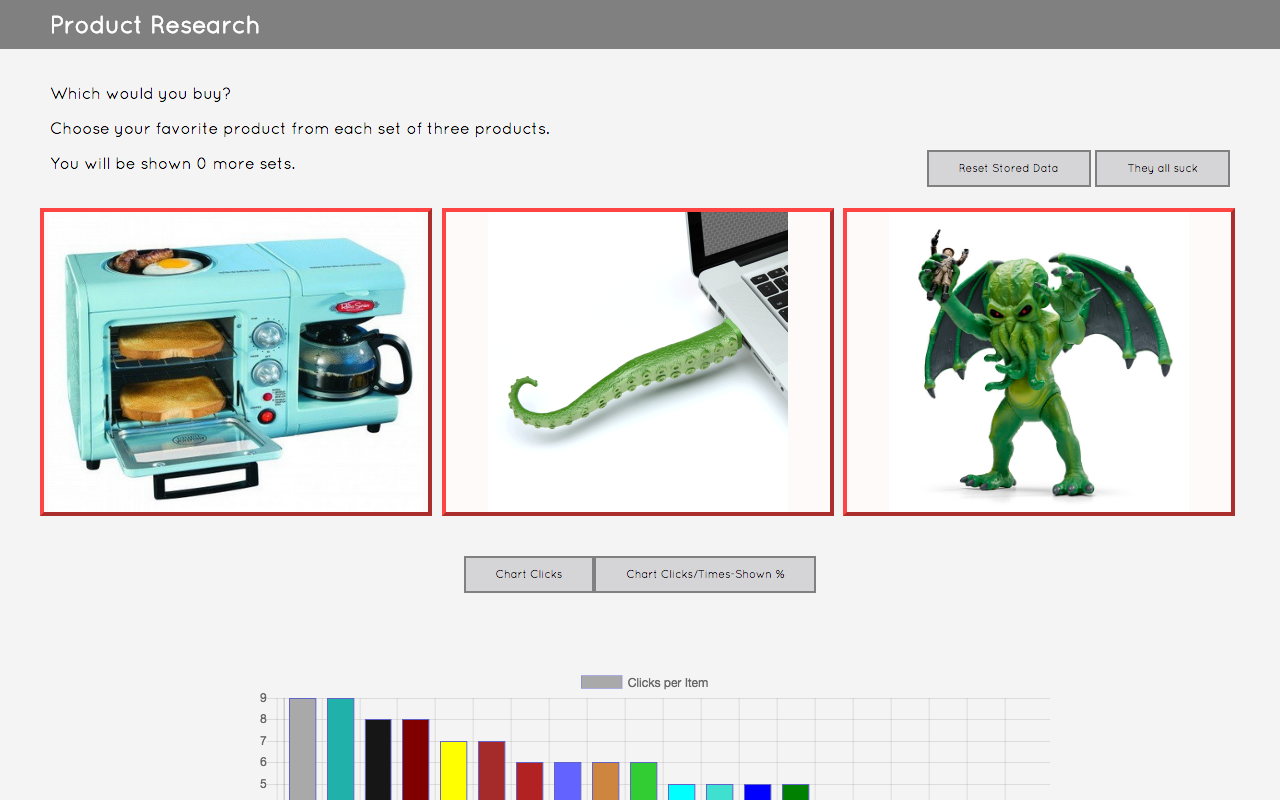 Product Research
Which would you buy?
Choose your favorite product from each set of three products.
You will be shown 0 more sets.
Reset Stored Data
They all suck
Chart Clicks
Chart Clicks/Times-Shown %
Clicks per Item
9
8
7
6
5